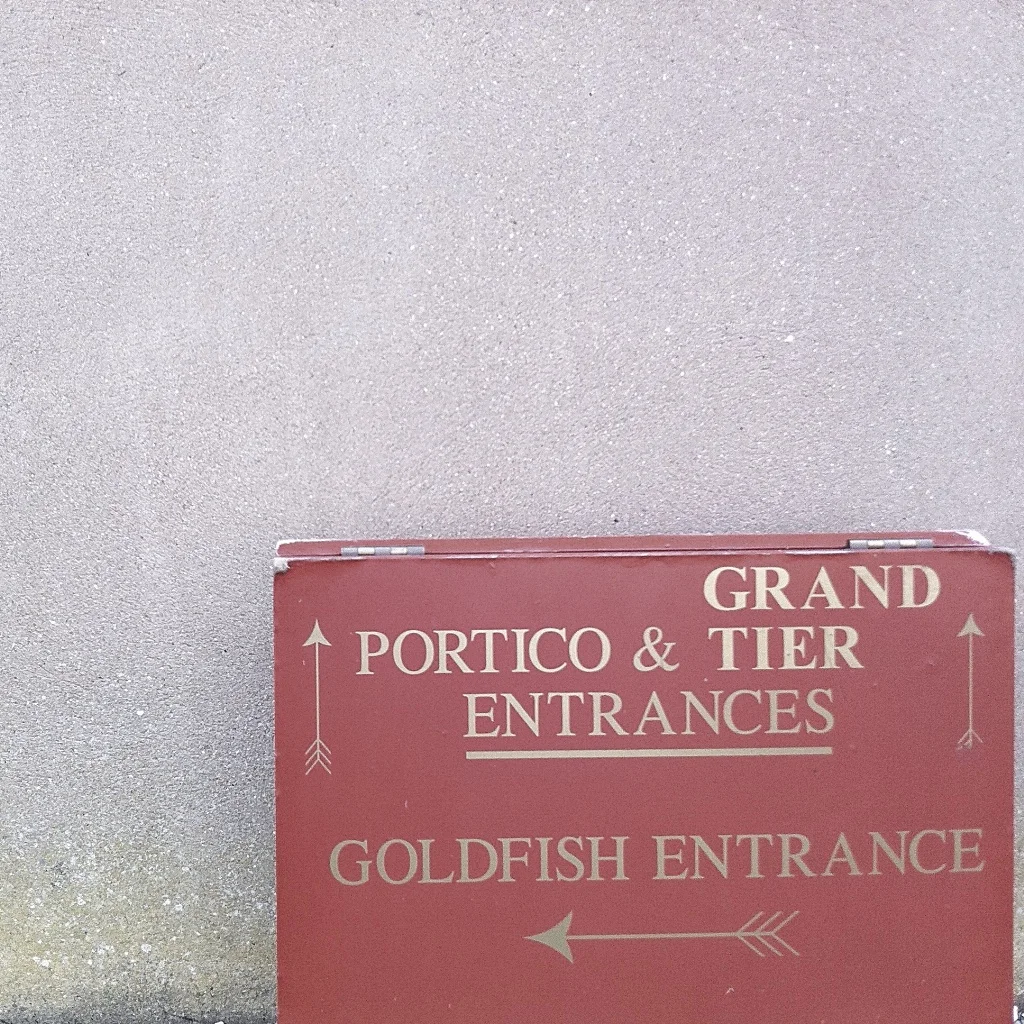 GRAND
PORTICO & TIER
ENTRANCES
GOLDFISH ENTRANCE